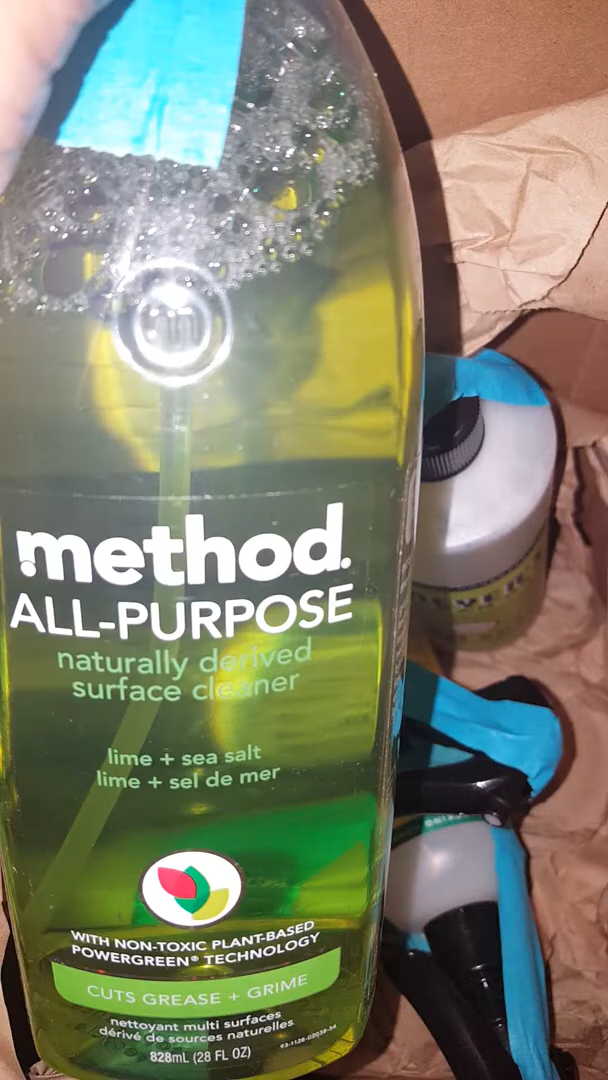 m
method.
ALL-PURPOSE
naturally derived
surface cleaner
lime + sea salt
lime + sel de mer
WITH NON-TOXIC PLANT-BASED
POWERGREEN® TECHNOLOGY
CUTS GREASE + GRIME
nettoyant multi surfaces
dérivé de sources naturelles
828mL (28 FL OZ)